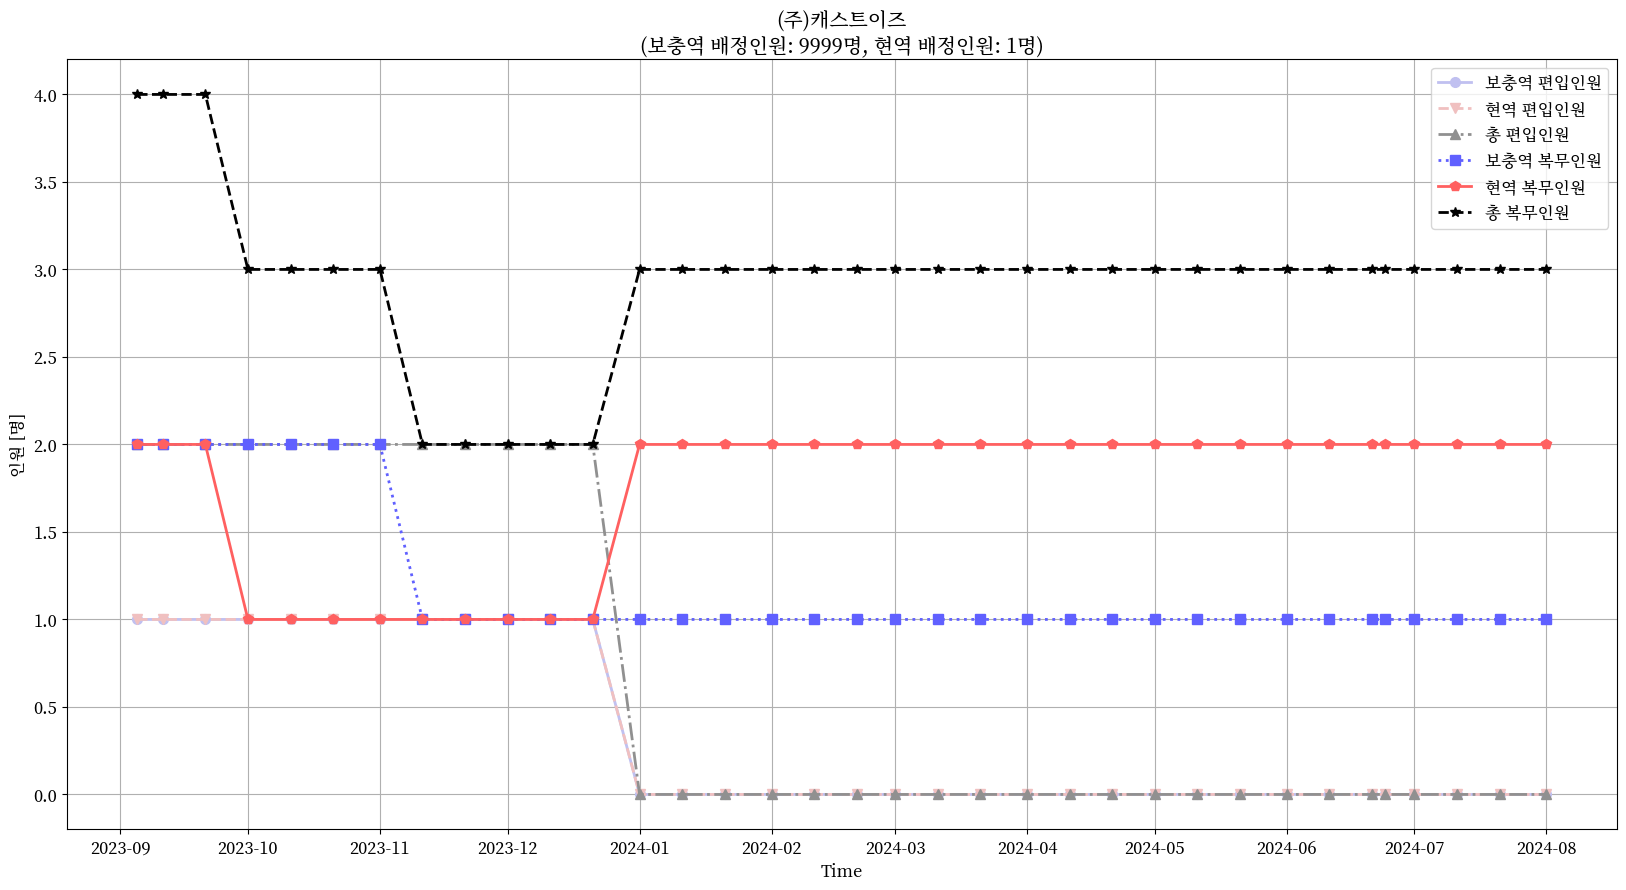 (주)캐스트이즈
(보충역 배정인원: 9999명, 현역 배정인원: 1명)
보충역 편입인원
현역 편입인원
총 편입인원
보충역 복무인원
현역 복무인원
총 복무인원
4.0
3.5
3.0
2.5
2.0
1.5
1.0
0.5
0.0
인원 [명]
2023-09 2023-10 2023-11 2023-12 2024-01 2024-02 2024-03 2024-04 2024-05 2024-06 2024-07 2024-08
Time